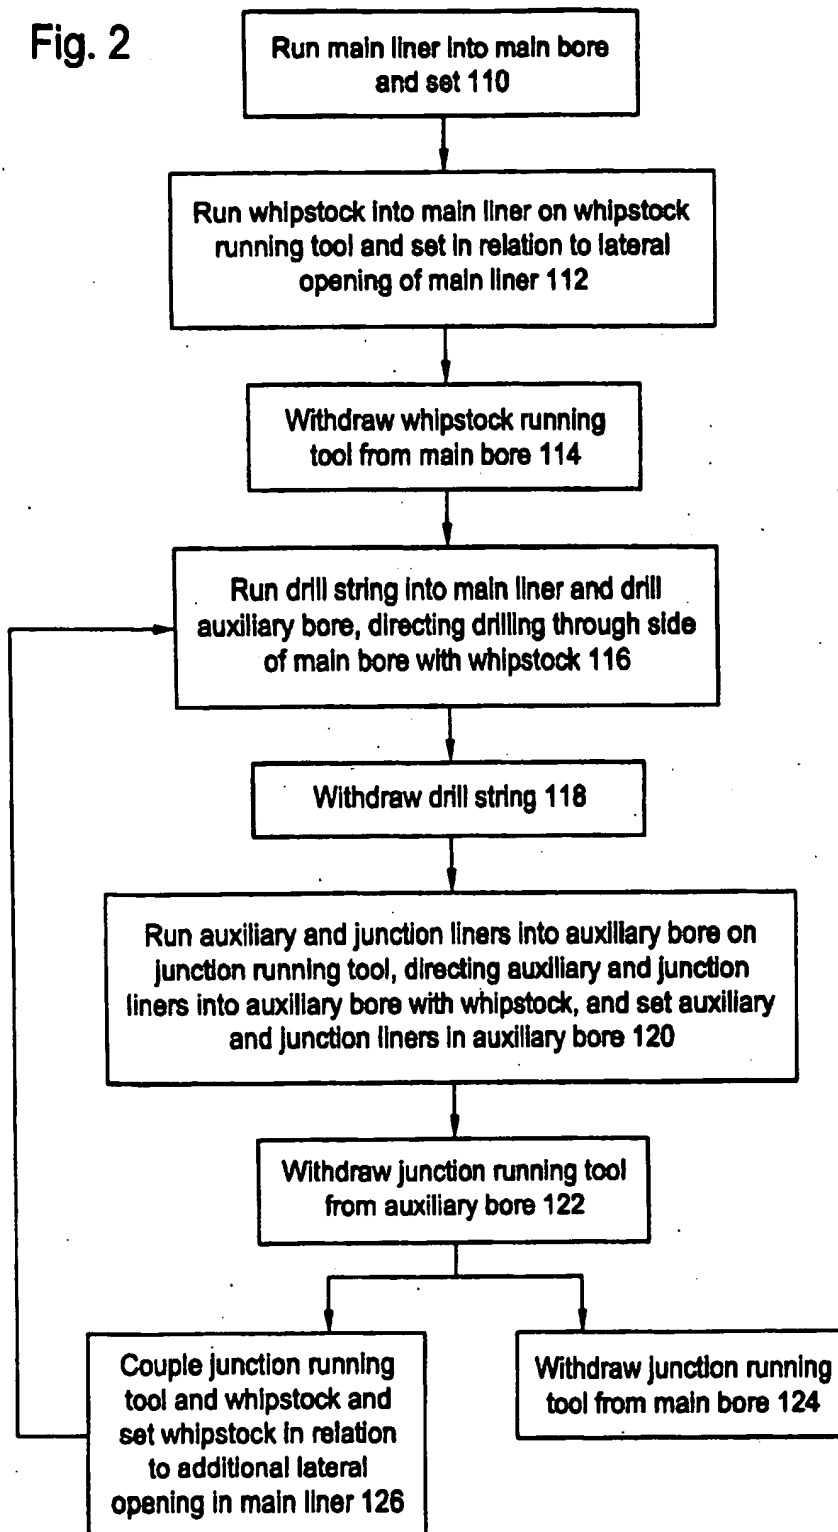 Fig. 2
Run main liner into main bore
and set 110
Run whipstock into main liner on whipstock
running tool and set in relation to lateral
opening of main liner 112
Withdraw whipstock running
tool from main bore 114
Run drill string into main liner and drill
auxiliary bore, directing drilling through side
of main bore with whipstock 116
Withdraw drill string 118
Run auxiliary and junction liners into auxiliary bore on
junction running tool, directing auxiliary and junction
liners into auxiliary bore with whipstock, and set auxiliary
and junction liners in auxiliary bore 120
Withdraw junction running tool
from auxiliary bore 122
Couple junction running
tool and whipstock and
set whipstock in relation
to additional lateral
opening in main liner 126
Withdraw junction running
tool from main bore 124